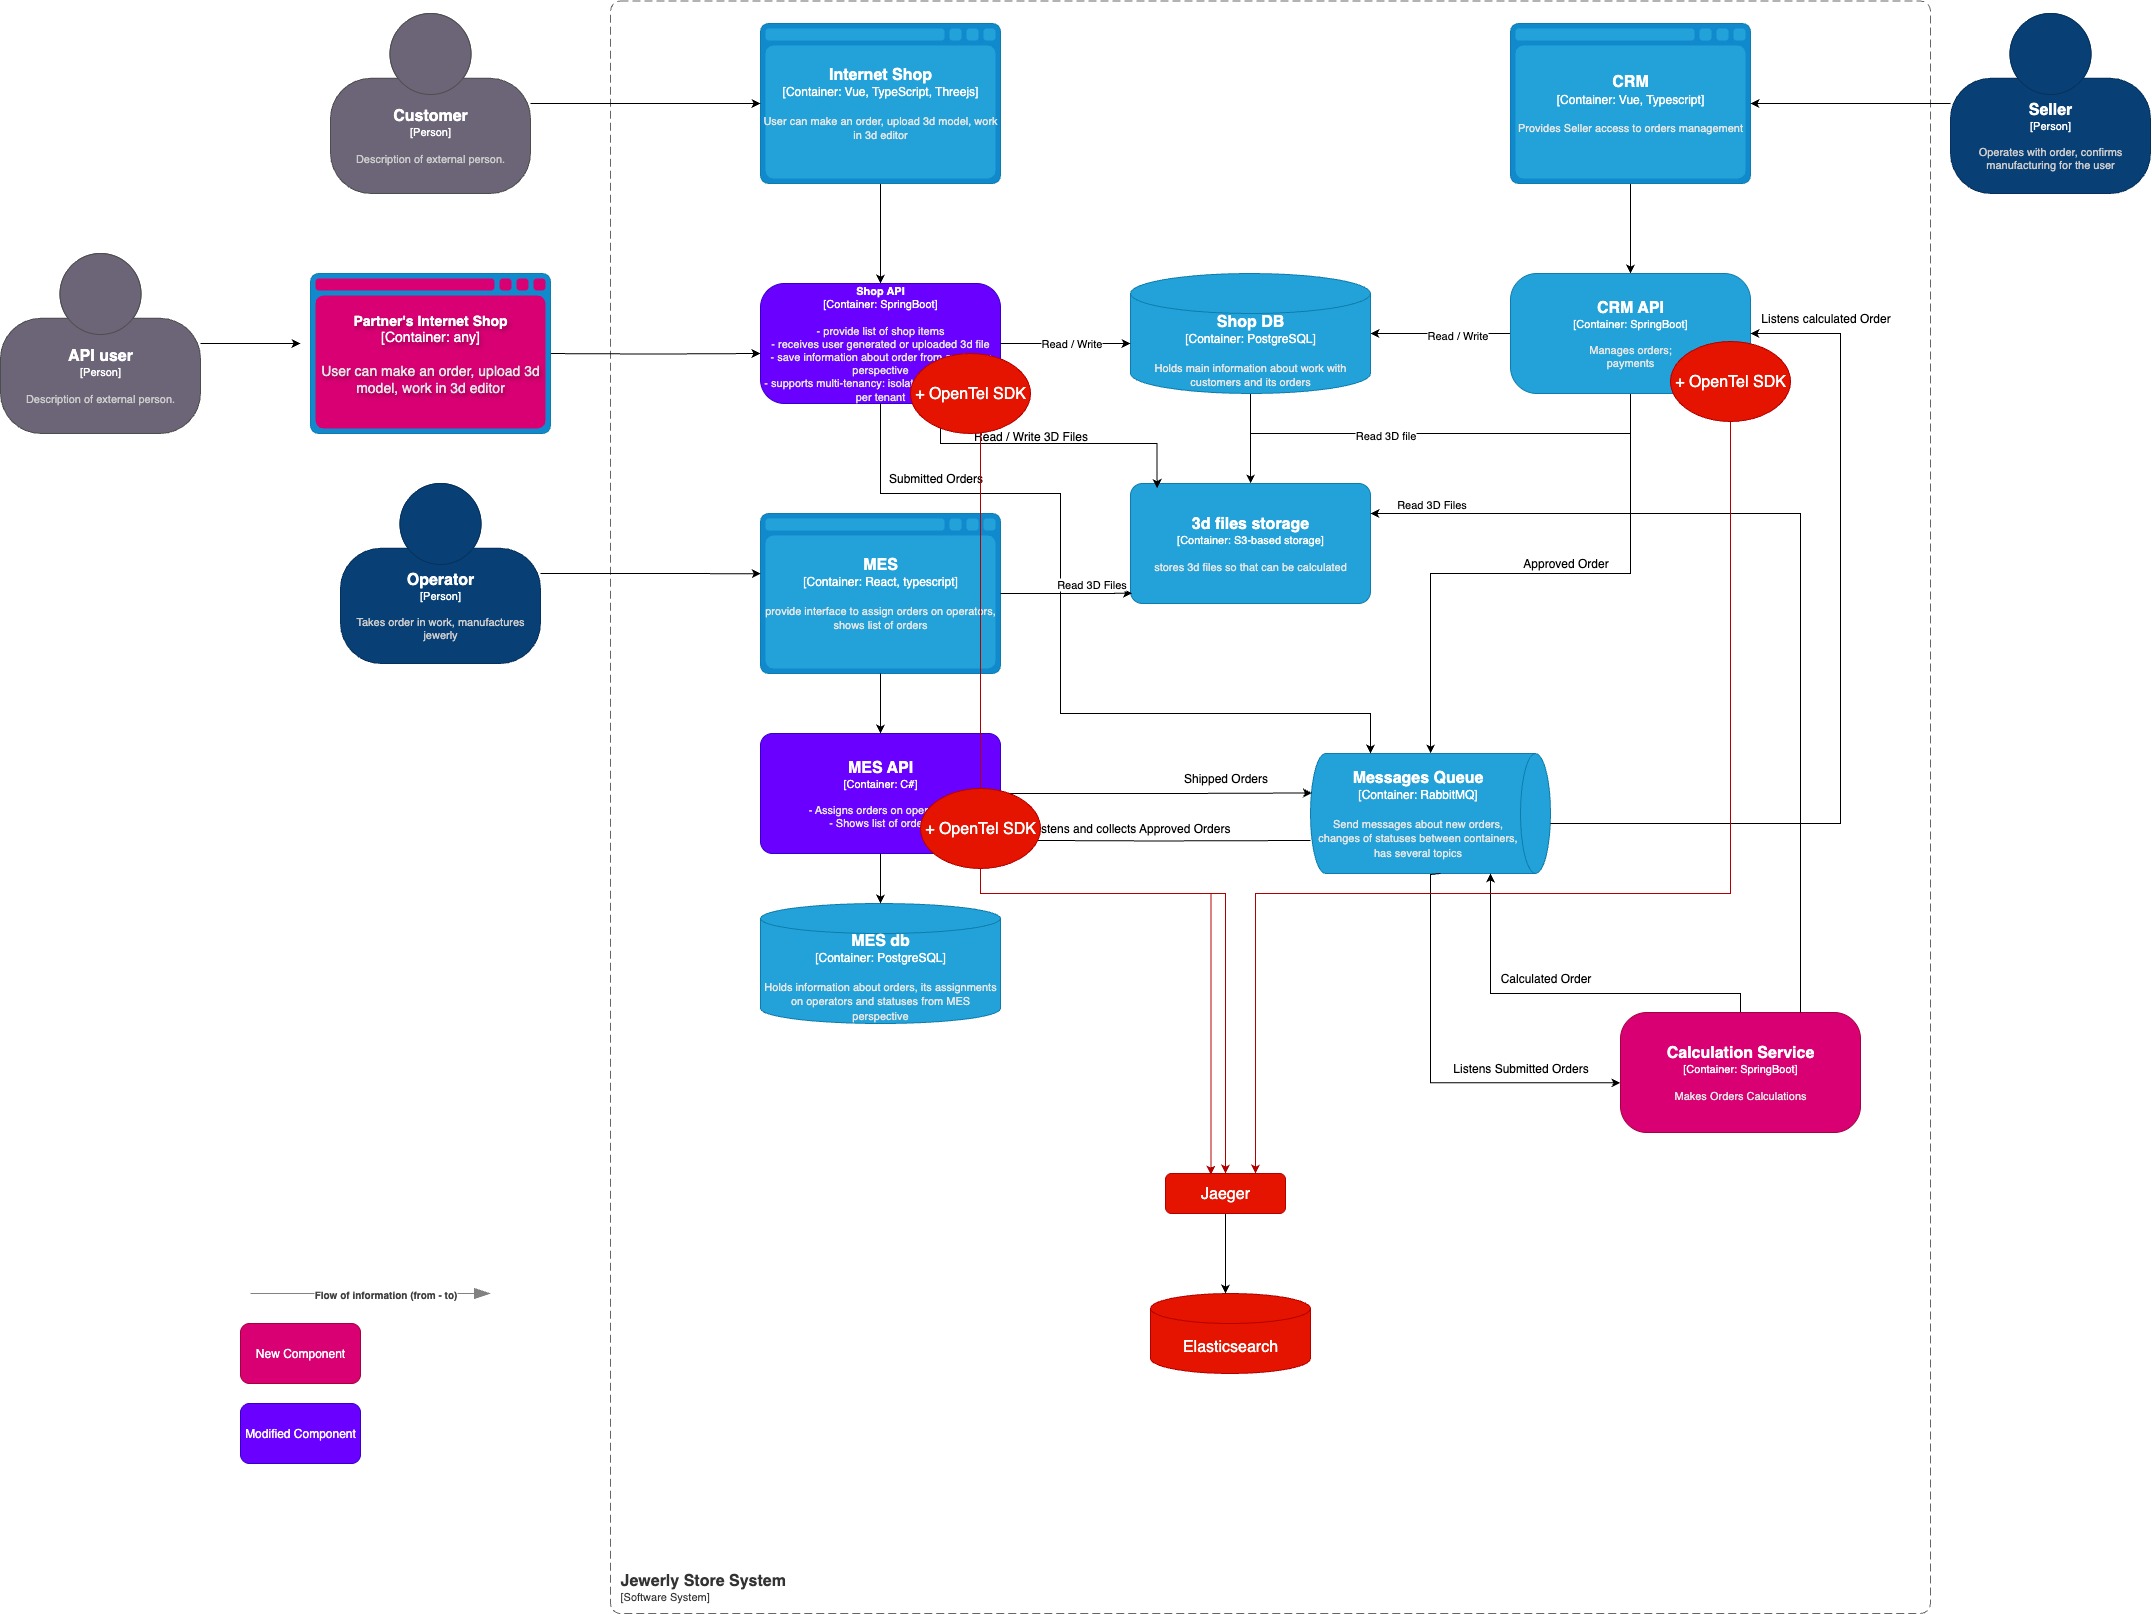 Internet Shop
[Container: Vue, TypeScript, Threejs]
User can make an order, upload 3d model, work
in 3d editor
CRM
[Container: Vue, Typescript]
Provides Seller access to orders management
Customer
[Person]
Description of external person.
Seller
[Person]
Operates with order, confirms
manufacturing for the user
API user
[Person]
Description of external person.
Partner's Internet Shop
[Container: any]
User can make an order, upload 3d
model, work in 3d editor
Shop API
[Container: SpringBoot]
- provide list of shop items
- receives user generated or uploaded 3d file
- save information about order from
perspective
- supports multi-tenancy:
per tenant
+ OpenTel SDK
Read / Write
Shop DB
[Container: PostgreSQL]
Holds main information about work with
customers and its orders
Read / Write
CRM API
[Container: SpringBoot]
Manages orders;
payments
+ OpenTel SDK
Listens calculated Order
Read / Write 3D Files
Read 3D file
Submitted Orders
Operator
[Person]
Takes order in work, manufactures
jewerly
MES
[Container: React, typescript]
provide interface to assign orders on operators,
shows list of orders
Read 3D Files
3d files storage
[Container: S3-based storage]
stores 3d files so that can be calculated
Read 3D Files
Approved Order
MES API
[Container: C#]
- Assigns orders on
- Shows list of
+ OpenTel SDK
Shipped Orders
and collects Approved Orders
Messages Queue
[Container: RabbitMQ]
Send messages about new orders,
changes of statuses between containers,
has several topics
MES db
[Container: PostgreSQL]
Holds information about orders, its assignments
on operators and statuses from MES
perspective
Calculated Order
Listens Submitted Orders
Calculation Service
[Container: SpringBoot]
Makes Orders Calculations
Jaeger
Elasticsearch
Flow of information (from - to)
New Component
Modified Component
Jewerly Store System
[Software System]